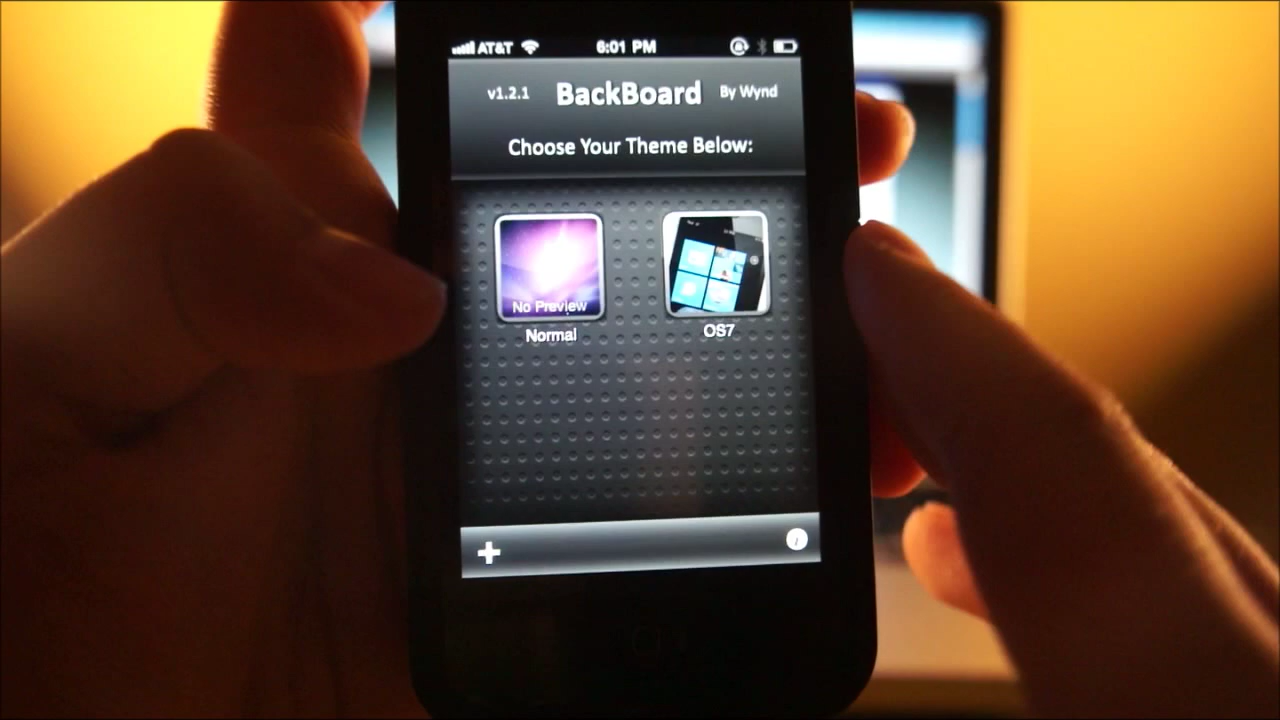 AT&T 6:01 PM
v1.2.1 BackBoard By Wynd
Choose Your Theme Below:
No Preview
Normal OS7